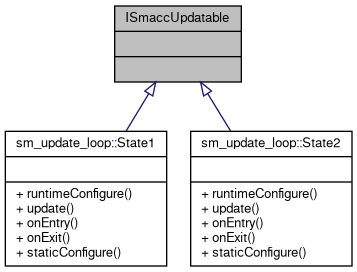 ISmaccUpdatable
sm_update_loop::State1
+ runtimeConfigure()
+ update()
+ onEntry()
+ onExit()
+ staticConfigure()
sm_update_loop::State2
+ runtimeConfigure()
+ update()
+ onEntry()
+ onExit()
+ staticConfigure()